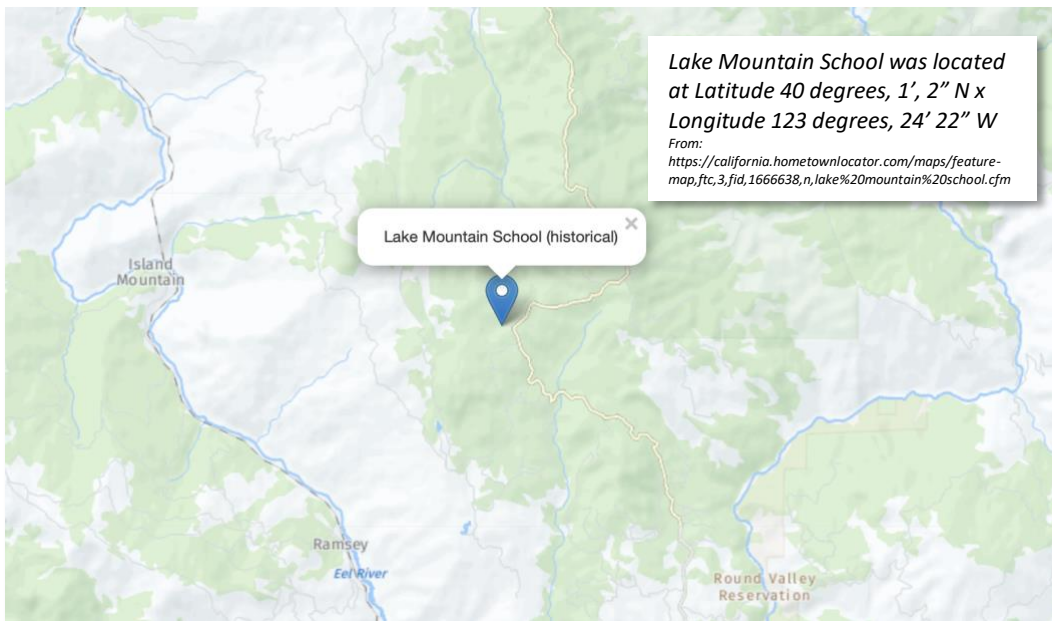 Lake Mountain School was located
at Latitude 40 degrees, 1’, 2” N x
Longitude 123 degrees, 24’ 22” W
From:
https://california.hometownlocator.com/maps/feature-
map,ftc,3,fid,1666638,n,lake%20mountain%20school.cfm
Lake Mountain School (historical)
×
Island
Mountain
Ramsey
Eel River
Round Valley
Reservation